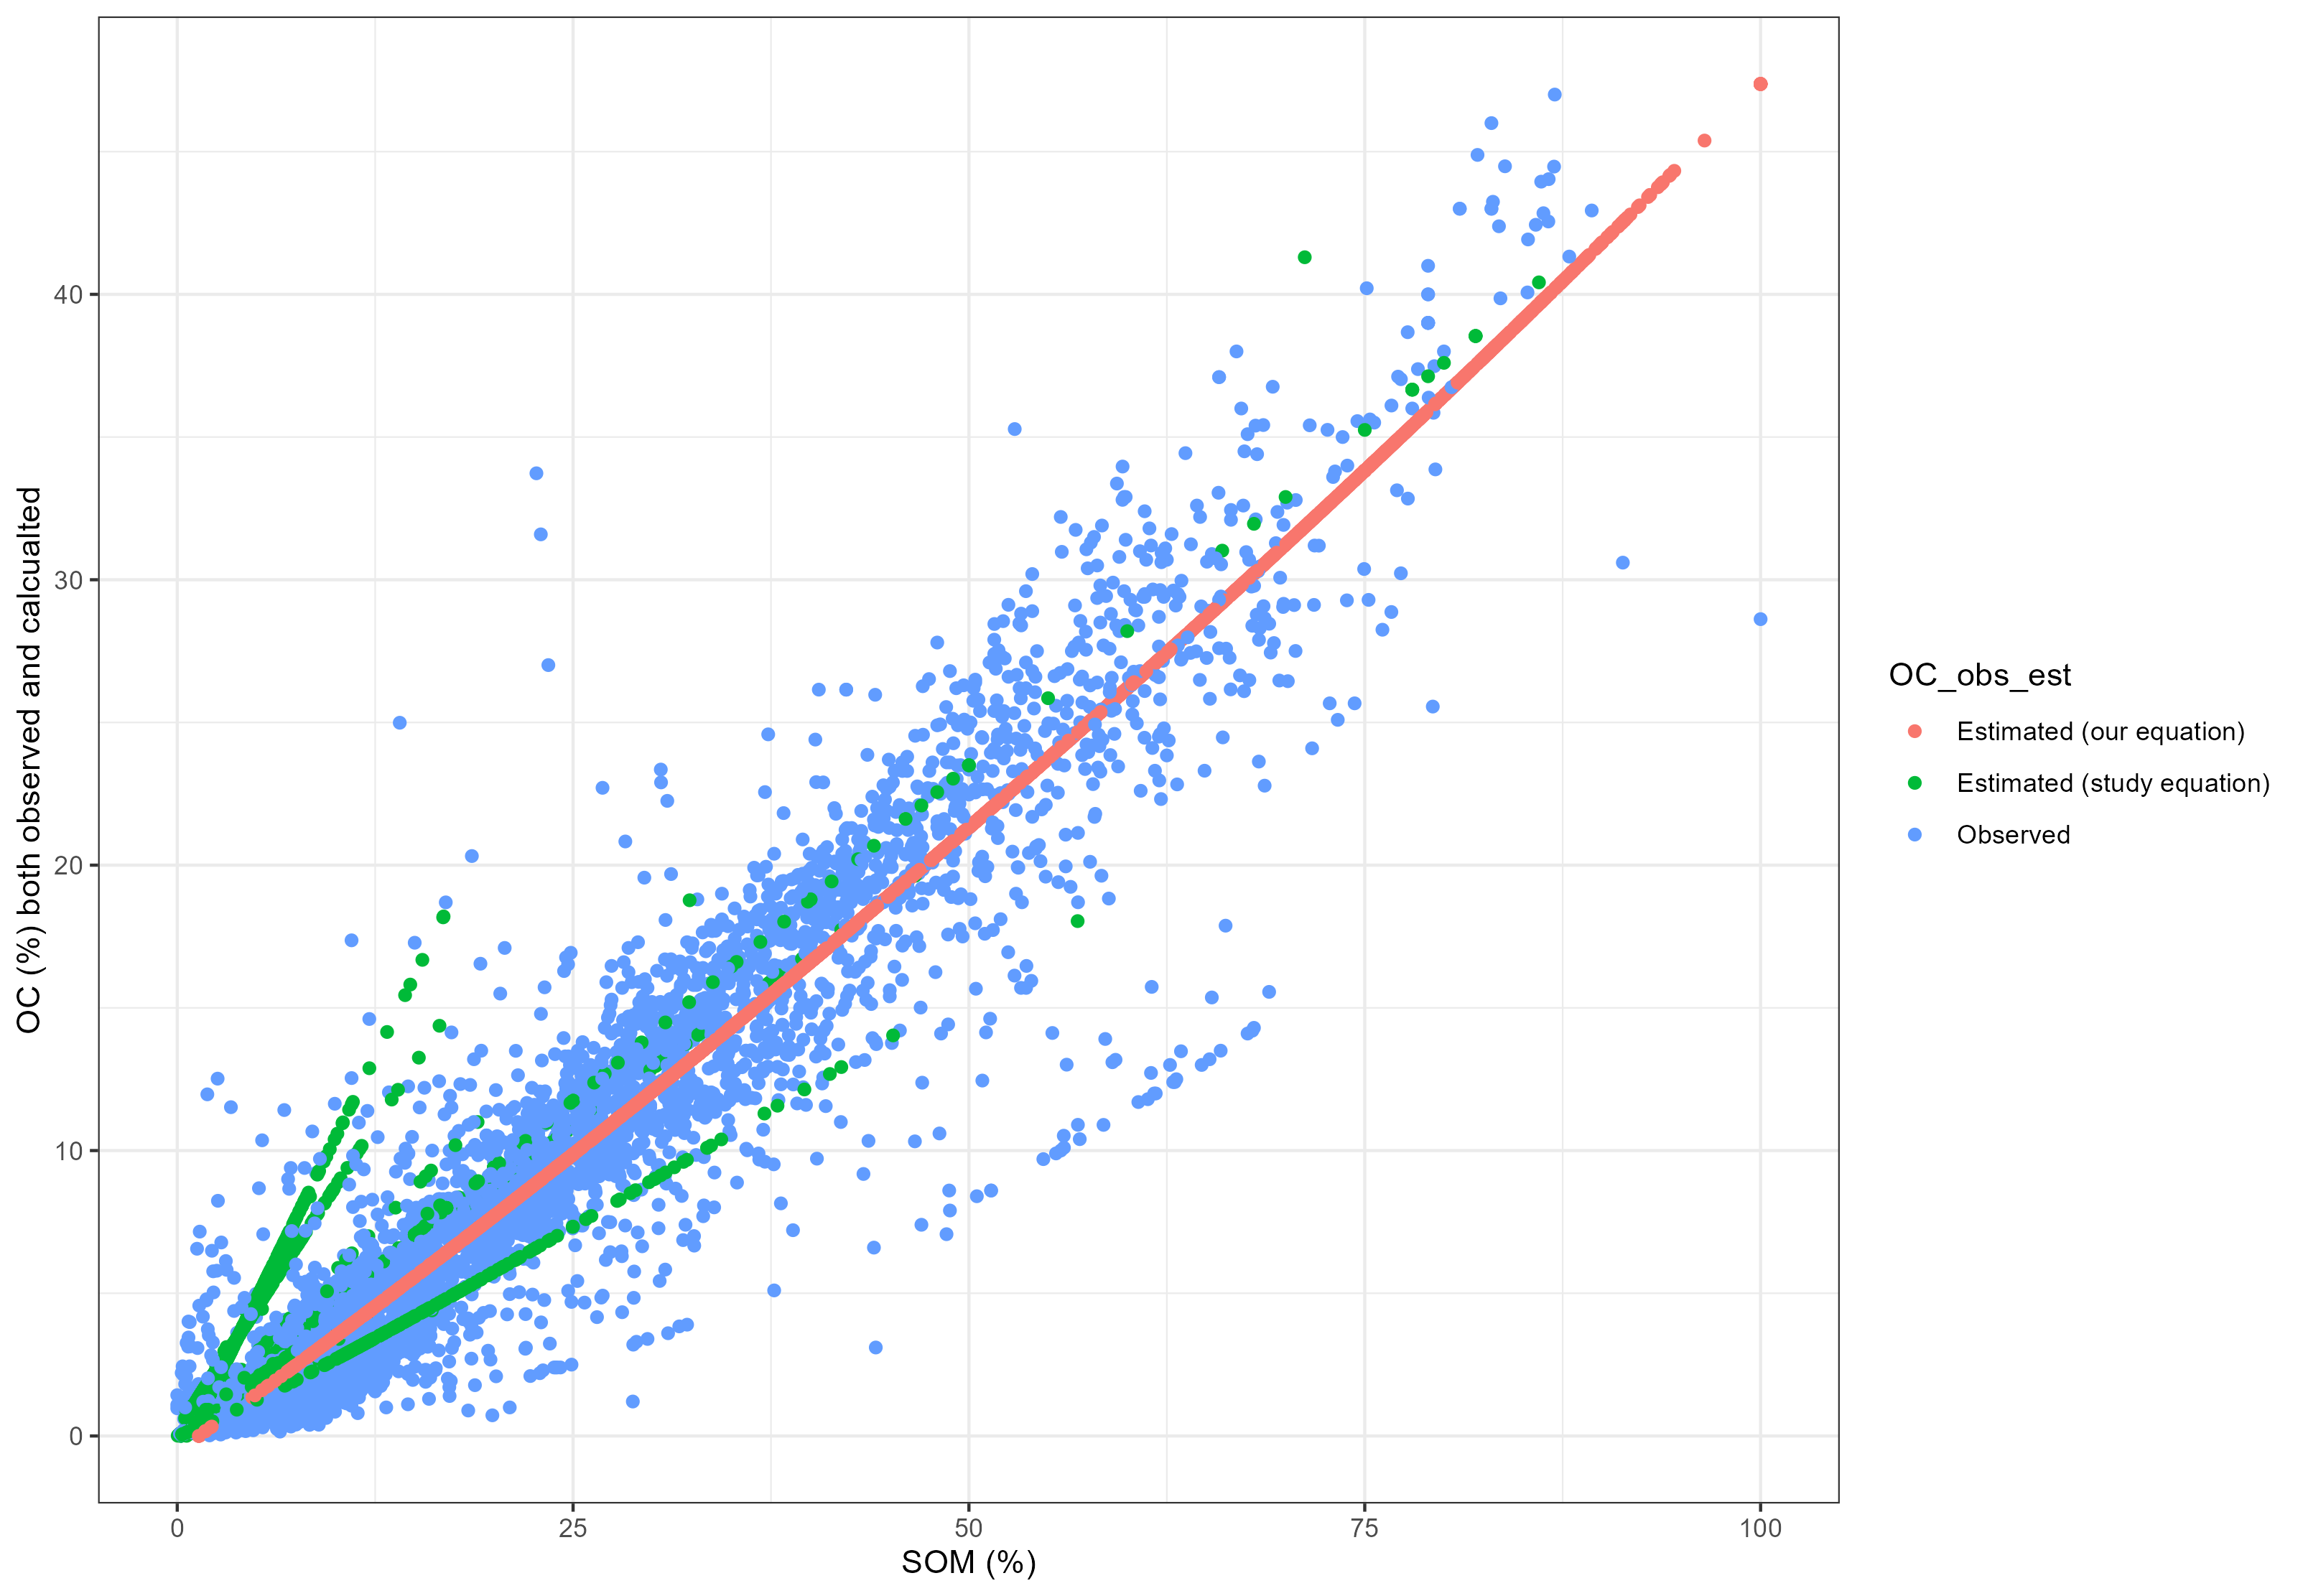 OC (%) both observed and calcualted
40
30
20
10
0
0 25 50 75 100
SOM (%)
OC_obs_est
Estimated (our equation)
Estimated (study equation)
Observed